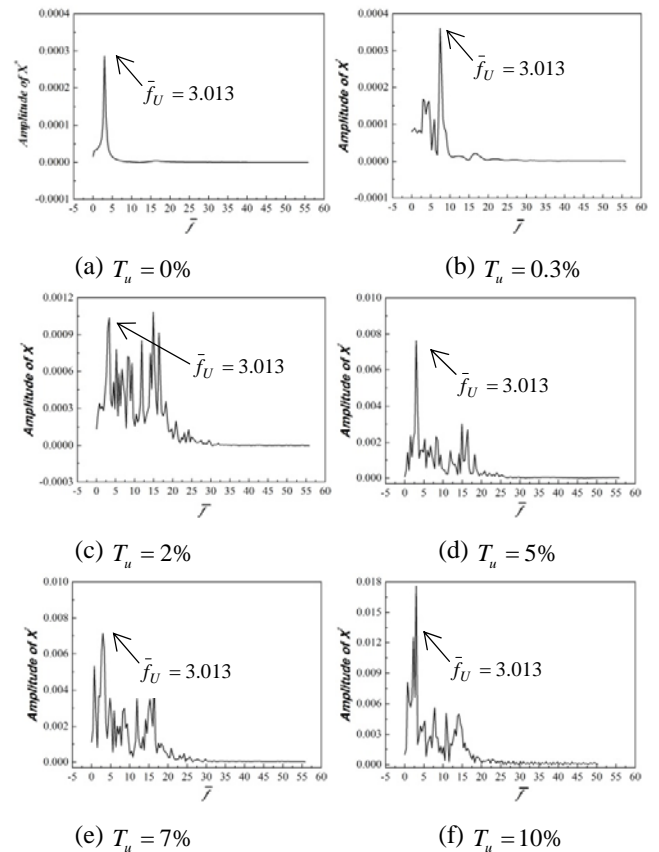 0.0004
0.0003
0.0002
0.0001
0.0000
-0.0001
-5 0 5 10 15 20 25 30 35 40 45 50 55 60
Amplitude of X'
f̄
f̄_U = 3.013
(a) T_u = 0%
0.0004
0.0003
0.0002
0.0001
0.0000
-0.0001
-5 0 5 10 15 20 25 30 35 40 45 50 55 60
Amplitude of X'
f̄
f̄_U = 3.013
(b) T_u = 0.3%
0.0012
0.0009
0.0006
0.0003
0.0000
-0.0003
-5 0 5 10 15 20 25 30 35 40 45 50 55 60
Amplitude of X'
f̄
f̄_U = 3.013
(c) T_u = 2%
0.010
0.008
0.006
0.004
0.002
0.000
-5 0 5 10 15 20 25 30 35 40 45 50 55 60
Amplitude of X'
f̄
f̄_U = 3.013
(d) T_u = 5%
0.010
0.008
0.006
0.004
0.002
0.000
-5 0 5 10 15 20 25 30 35 40 45 50 55 60
Amplitude of X'
f̄
f̄_U = 3.013
(e) T_u = 7%
0.018
0.015
0.012
0.009
0.006
0.003
0.000
-5 0 5 10 15 20 25 30 35 40 45 50 55 60
Amplitude of X'
f̄
f̄_U = 3.013
(f) T_u = 10%